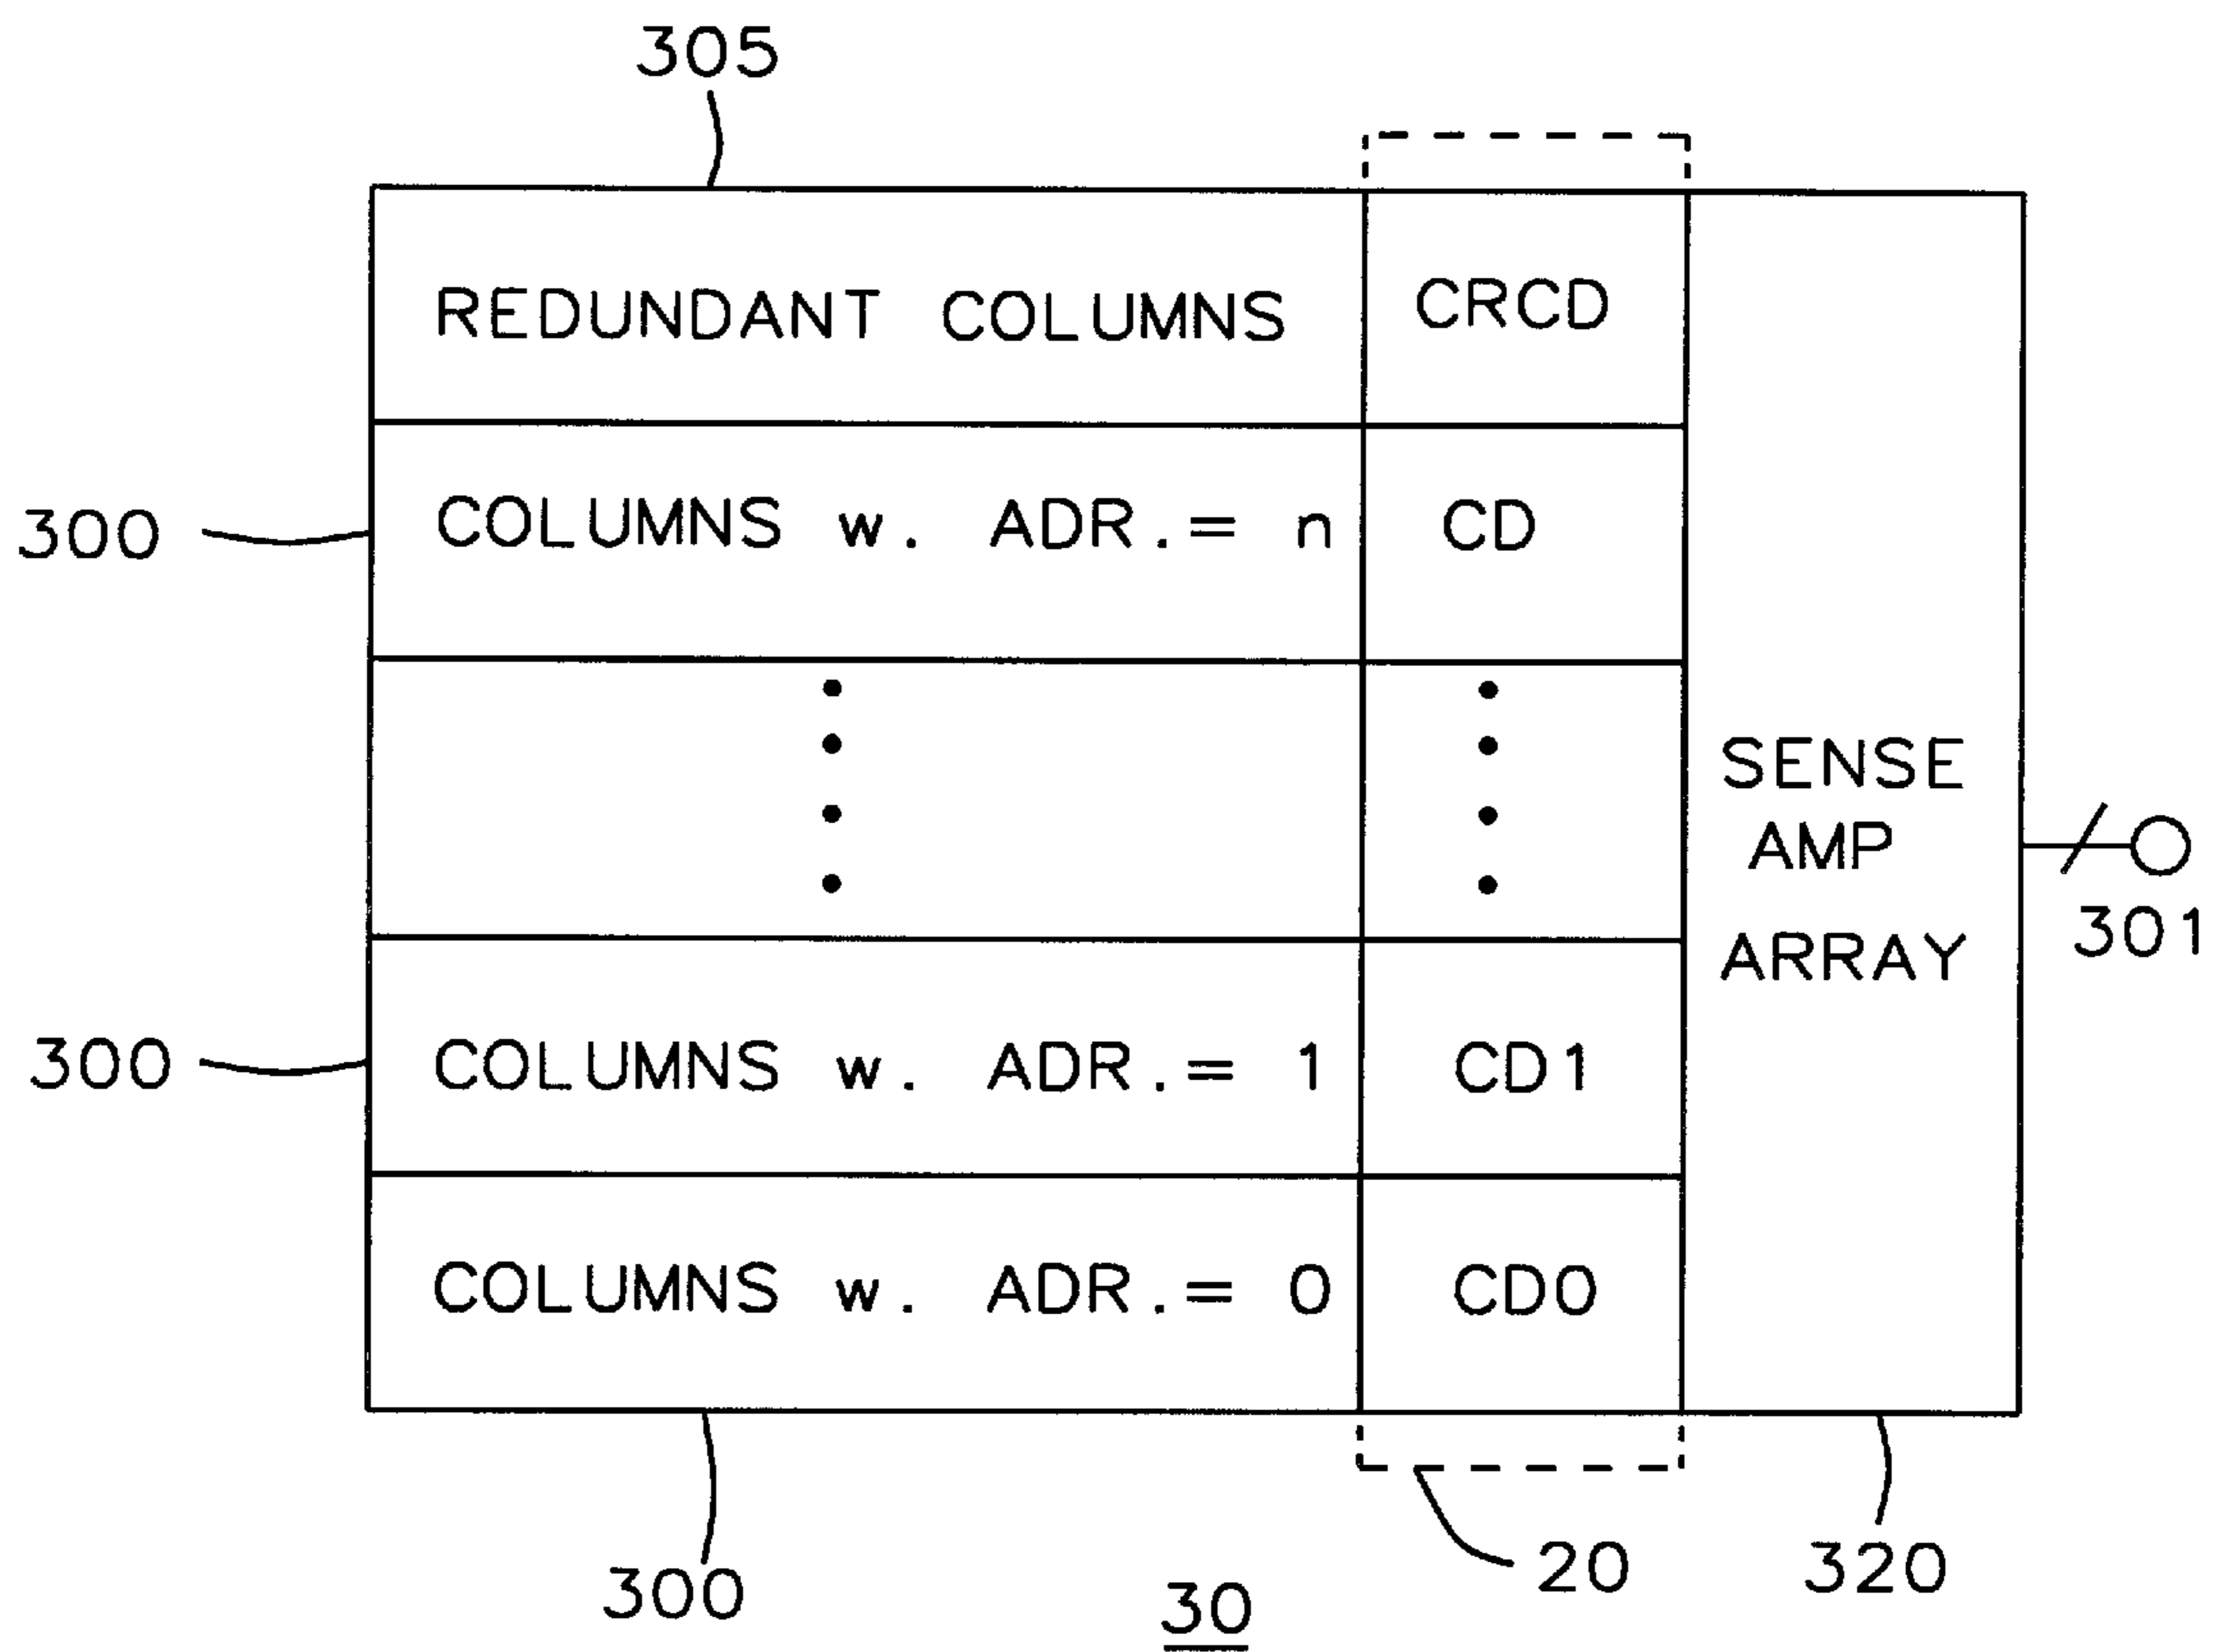 305
REDUNDANT COLUMNS CRCD
300 COLUMNS w. ADR.= n CD
SENSE
AMP
ARRAY
301
300 COLUMNS w. ADR.= 1 CD1
COLUMNS w. ADR.= 0 CD0
300
20
320
30